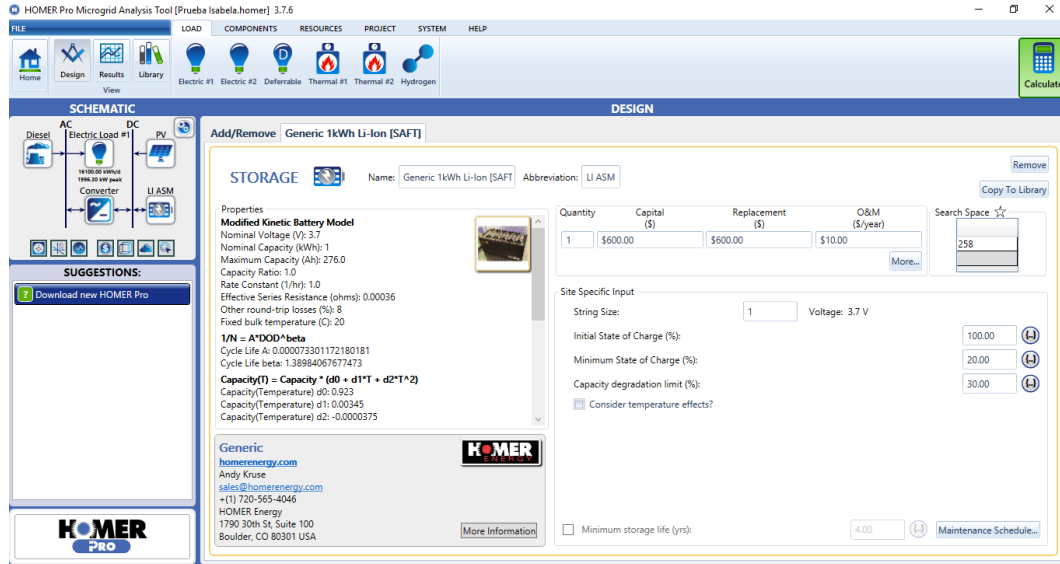 HOMER Pro Microgrid Analysis Tool [Prueba Isabela.homer] 3.7.6
FILE
LOAD COMPONENTS RESOURCES PROJECT SYSTEM HELP
Home
Design
Results
Library
View
Electric #1
Electric #2
Deferrable
Thermal #1
Thermal #2
Hydrogen
D
Calculate
SCHEMATIC
DESIGN
AC DC
Diesel
Electric Load #1
PV
16100.00 kWh/d
1996.30 kW peak
Converter
LI ASM
SUGGESTIONS:
? Download new HOMER Pro
HOMER
PRO
Add/Remove
Generic 1kWh Li-Ion [SAFT]
STORAGE
Name: Generic 1kWh Li-Ion [SAFT
Abbreviation: LI ASM
Remove
Copy To Library
Properties
Modified Kinetic Battery Model
Nominal Voltage (V): 3.7
Nominal Capacity (kWh): 1
Maximum Capacity (Ah): 276.0
Capacity Ratio: 1.0
Rate Constant (1/hr): 1.0
Effective Series Resistance (ohms): 0.00036
Other round-trip losses (%): 8
Fixed bulk temperature (C): 20
1/N = A*DOD^beta
Cycle Life A: 0.000073301172180181
Cycle Life beta: 1.38984067677473
Capacity(T) = Capacity * (d0 + d1*T + d2*T^2)
Capacity(Temperature) d0: 0.923
Capacity(Temperature) d1: 0.00345
Capacity(Temperature) d2: -0.0000375
Generic
homerenergy.com
Andy Kruse
sales@homerenergy.com
+(1) 720-565-4046
HOMER Energy
1790 30th St, Suite 100
Boulder, CO 80301 USA
HOMER
ENERGY
More Information
Quantity Capital ($) Replacement ($) O&M ($/year)
1 $600.00 $600.00 $10.00
More...
Search Space
258
Site Specific Input
String Size: 1 Voltage: 3.7 V
Initial State of Charge (%): 100.00 (..)
Minimum State of Charge (%): 20.00 (..)
Capacity degradation limit (%): 30.00 (..)
Consider temperature effects?
Minimum storage life (yrs): 4.00 (..)
Maintenance Schedule...